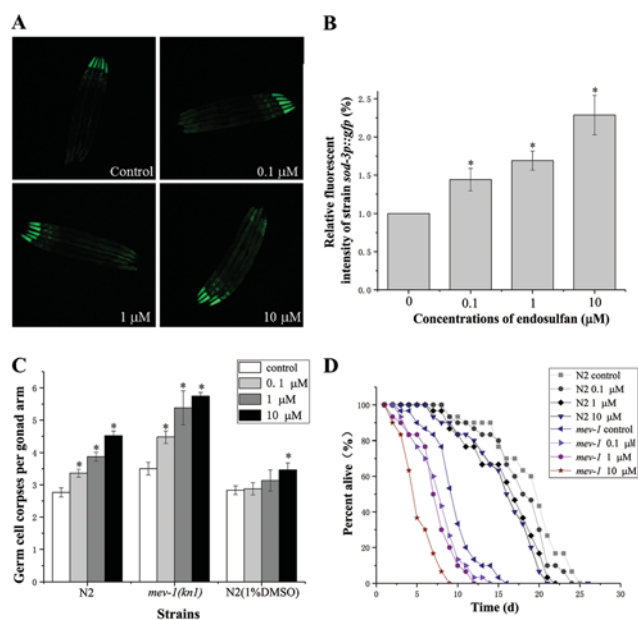 A
Control
0.1 μM
1 μM
10 μM
B
Relative fluorescent
intensity of strain sod-3p::gfp (%)
2.5
2.0
1.5
1.0
0.5
0.0
* * *
0 0.1 1 10
Concentrations of endosulfan (μM)
C
Germ cell corpses per gonad arm
6
5
4
3
2
1
0
control
0. 1 μM
1 μM
10 μM
* * *
* * *
*
N2 mev-1(kn1) N2(1%DMSO)
Strains
D
Percent alive (%)
100
80
60
40
20
0
N2 control
N2 0.1 μM
N2 1 μM
N2 10 μM
mev-1 control
mev-1 0.1 μM
mev-1 1 μM
mev-1 10 μM
0 5 10 15 20 25 30
Time (d)